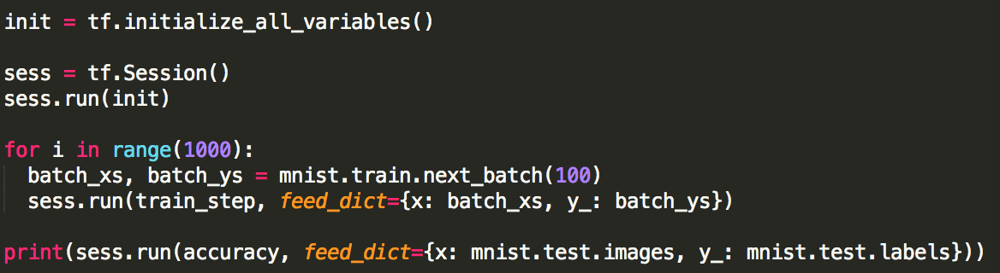 init = tf.initialize_all_variables()
sess = tf.Session()
sess.run(init)
for i in range(1000):
  batch_xs, batch_ys = mnist.train.next_batch(100)
  sess.run(train_step, feed_dict={x: batch_xs, y_: batch_ys})
print(sess.run(accuracy, feed_dict={x: mnist.test.images, y_: mnist.test.labels}))